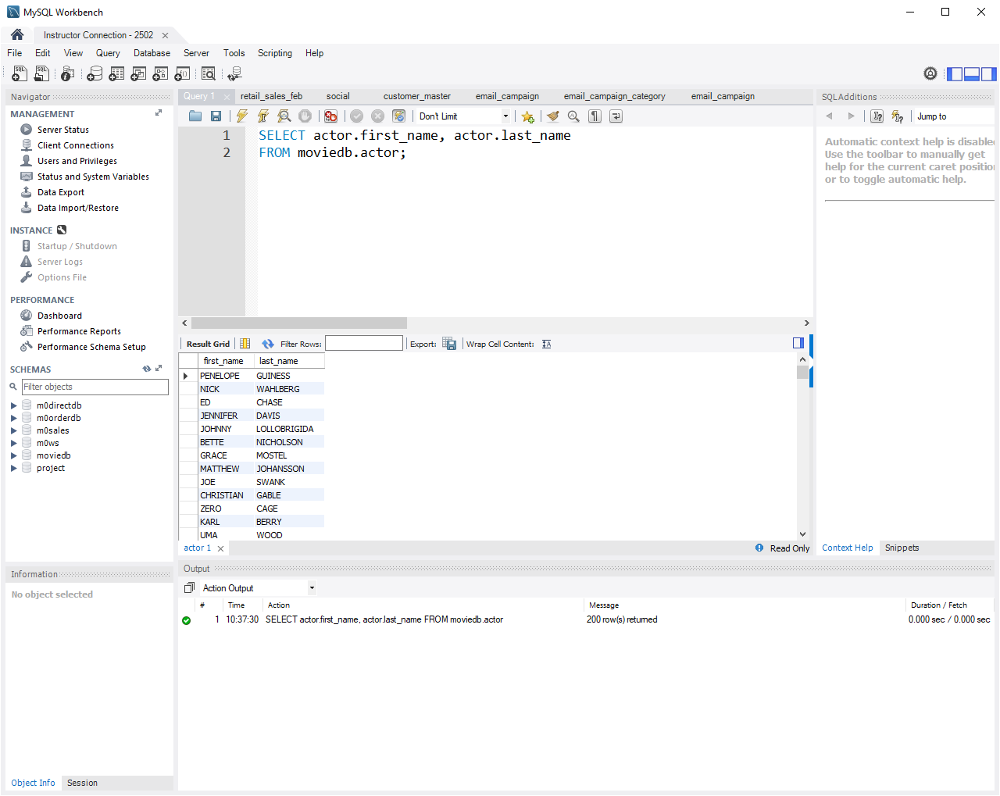 MySQL Workbench
Instructor Connection - 2502
File Edit View Query Database Server Tools Scripting Help
Navigator
MANAGEMENT
Server Status
Client Connections
Users and Privileges
Status and System Variables
Data Export
Data Import/Restore
INSTANCE
Startup / Shutdown
Server Logs
Options File
PERFORMANCE
Dashboard
Performance Reports
Performance Schema Setup
SCHEMAS
Filter objects
m0directdb
m0orderdb
m0sales
m0ws
moviedb
project
Information
No object selected
Object Info Session
Query 1 retail_sales_feb social customer_master email_campaign email_campaign_category email_campaign
Don't Limit
1 SELECT actor.first_name, actor.last_name
2 FROM moviedb.actor;
Result Grid Filter Rows: Export: Wrap Cell Content:
first_name last_name
PENELOPE GUINESS
NICK WAHLBERG
ED CHASE
JENNIFER DAVIS
JOHNNY LOLLOBRIGIDA
BETTE NICHOLSON
GRACE MOSTEL
MATTHEW JOHANSSON
JOE SWANK
CHRISTIAN GABLE
ZERO CAGE
KARL BERRY
UMA WOOD
actor 1 Read Only
SQLAdditions
Jump to
Automatic context help is disabled
Use the toolbar to manually get
help for the current caret position
or to toggle automatic help.
Context Help Snippets
Output
Action Output
# Time Action Message Duration / Fetch
1 10:37:30 SELECT actor.first_name, actor.last_name FROM moviedb.actor 200 row(s) returned 0.000 sec / 0.000 sec